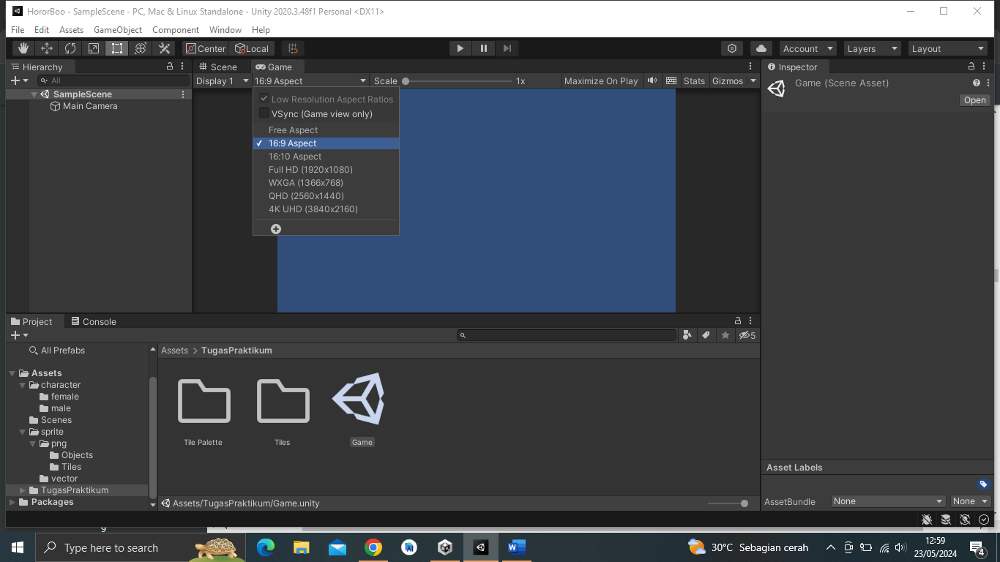 HororBoo - SampleScene - PC, Mac & Linux Standalone - Unity 2020.3.48f1 Personal <DX11>
File Edit Assets GameObject Component Window Help
Center Local Account Layers Layout
Hierarchy
All
SampleScene
Main Camera
Scene Game
Display 1 16:9 Aspect Scale 1x Maximize On Play Stats Gizmos
Low Resolution Aspect Ratios
VSync (Game view only)
Free Aspect
16:9 Aspect
16:10 Aspect
Full HD (1920x1080)
WXGA (1366x768)
QHD (2560x1440)
4K UHD (3840x2160)
Inspector
Game (Scene Asset)
Open
Project Console
5
All Prefabs
Assets
character
female
male
Scenes
sprite
png
Objects
Tiles
vector
TugasPraktikum
Packages
Assets > TugasPraktikum
Tile Palette Tiles Game
Assets/TugasPraktikum/Game.unity
Asset Labels
AssetBundle None None
Type here to search
30°C Sebagian cerah
12:59
23/05/2024
4